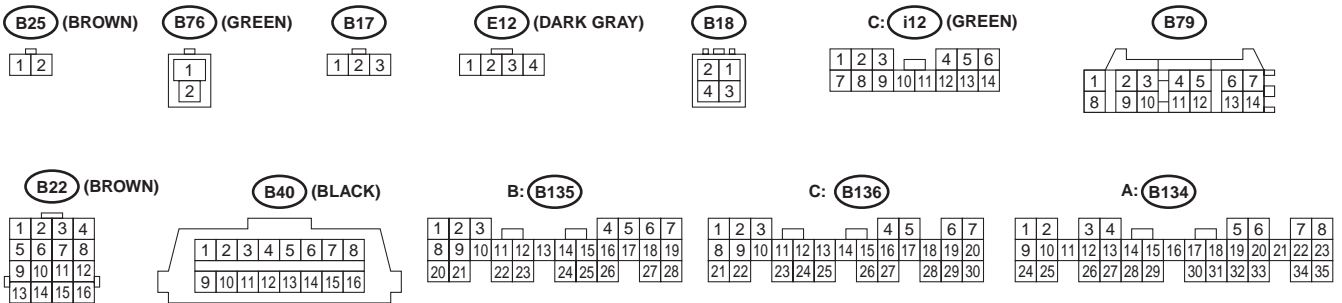 B25 (BROWN) B76 (GREEN) B17 E12 (DARK GRAY) B18 C: i12 (GREEN) B79
1 2
1
2
1 2 3
1 2 3 4
2 1
4 3
1 2 3 4 5 6
7 8 9 10 11 12 13 14
1 2 3 4 5 6 7
8 9 10 11 12 13 14
B22 (BROWN) B40 (BLACK) B: B135 C: B136 A: B134
1 2 3 4
5 6 7 8
9 10 11 12
13 14 15 16
1 2 3 4 5 6 7 8
9 10 11 12 13 14 15 16
1 2 3 4 5 6 7
8 9 10 11 12 13 14 15 16 17 18 19
20 21 22 23 24 25 26 27 28
1 2 3 4 5 6 7
8 9 10 11 12 13 14 15 16 17 18 19 20
21 22 23 24 25 26 27 28 29 30
1 2 3 4 5 6 7 8
9 10 11 12 13 14 15 16 17 18 19 20 21 22 23
24 25 26 27 28 29 30 31 32 33 34 35